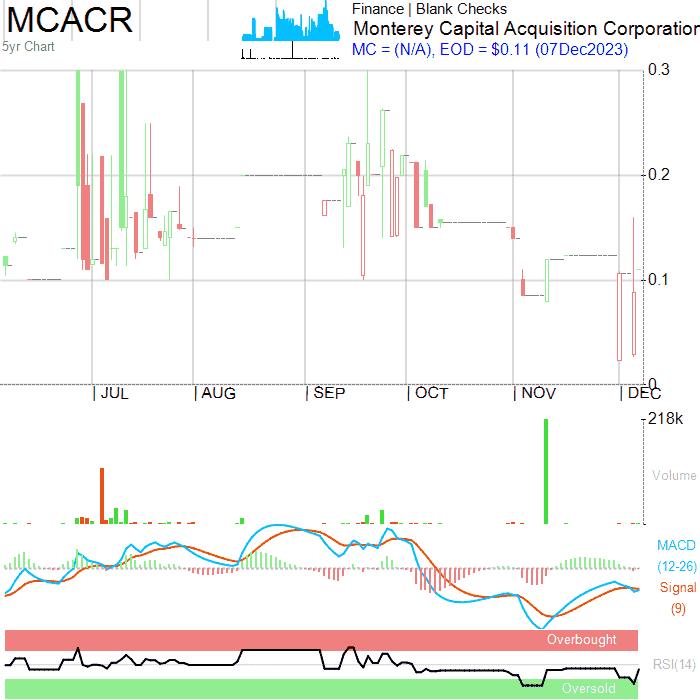 MCACR
5yr Chart
Finance | Blank Checks
Monterey Capital Acquisition Corporation
MC = (N/A), EOD = $0.11 (07Dec2023)
0.3
0.2
0.1
0
JUL AUG SEP OCT NOV DEC
218k
Volume
MACD
(12-26)
Signal
(9)
Overbought
RSI(14)
Oversold